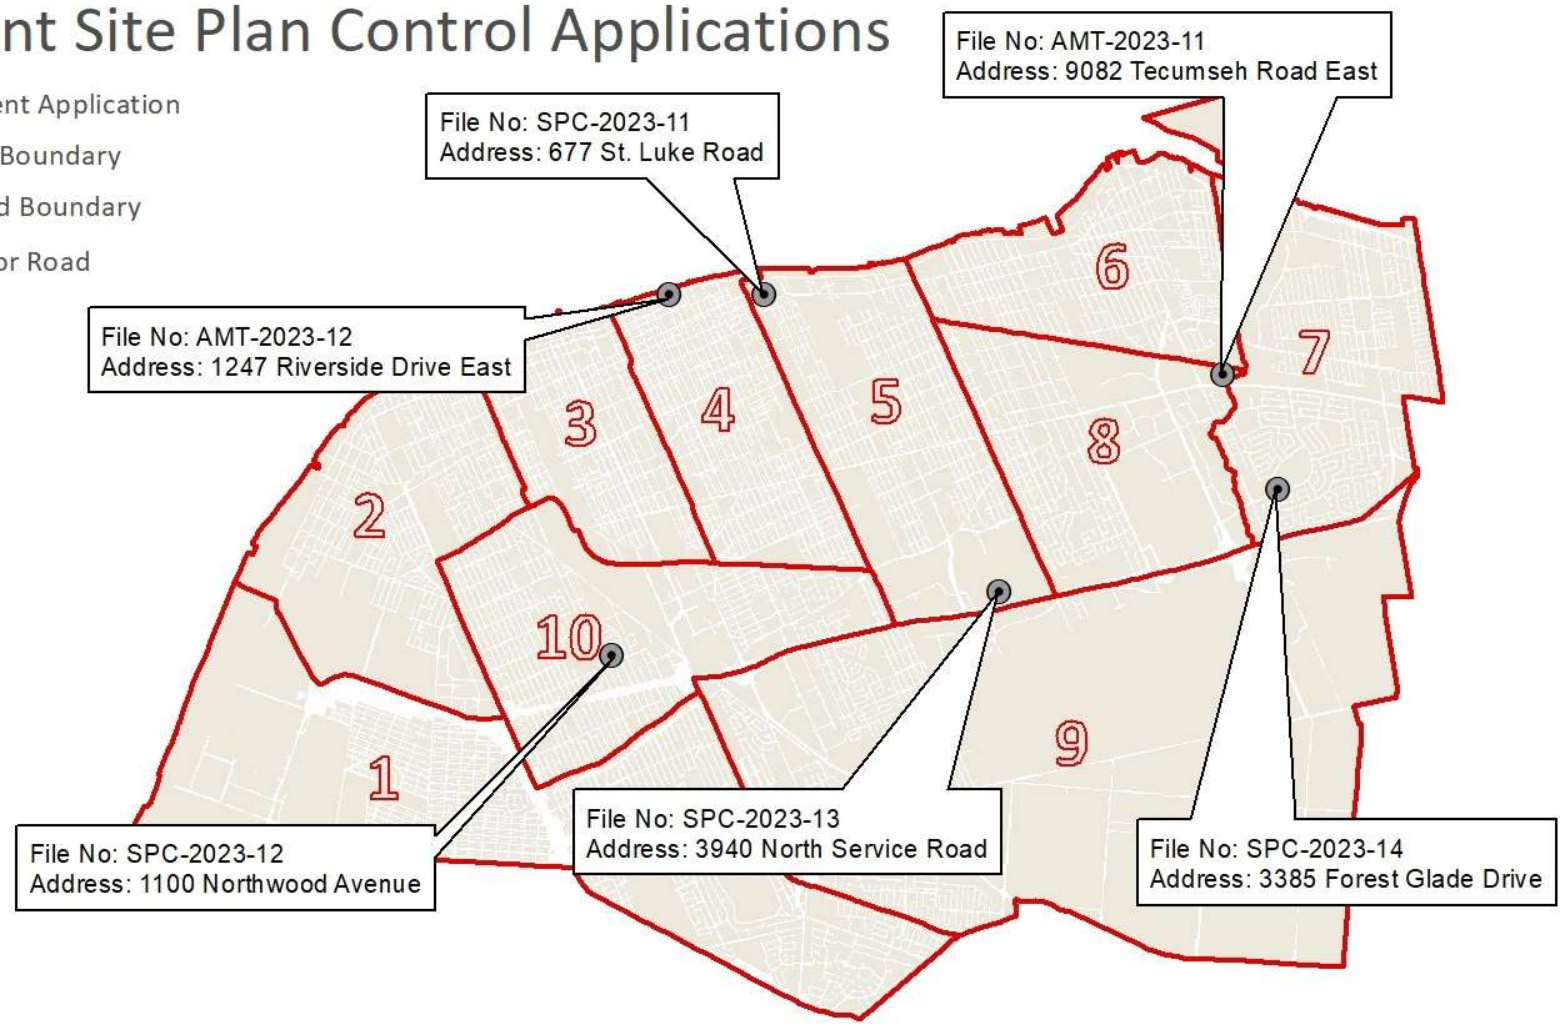 nt Site Plan Control Applications
ent Application
Boundary
d Boundary
or Road
File No: AMT-2023-11
Address: 9082 Tecumseh Road East
File No: SPC-2023-11
Address: 677 St. Luke Road
File No: AMT-2023-12
Address: 1247 Riverside Drive East
6
7
3
4
5
8
2
10
9
1
File No: SPC-2023-13
Address: 3940 North Service Road
File No: SPC-2023-12
Address: 1100 Northwood Avenue
File No: SPC-2023-14
Address: 3385 Forest Glade Drive